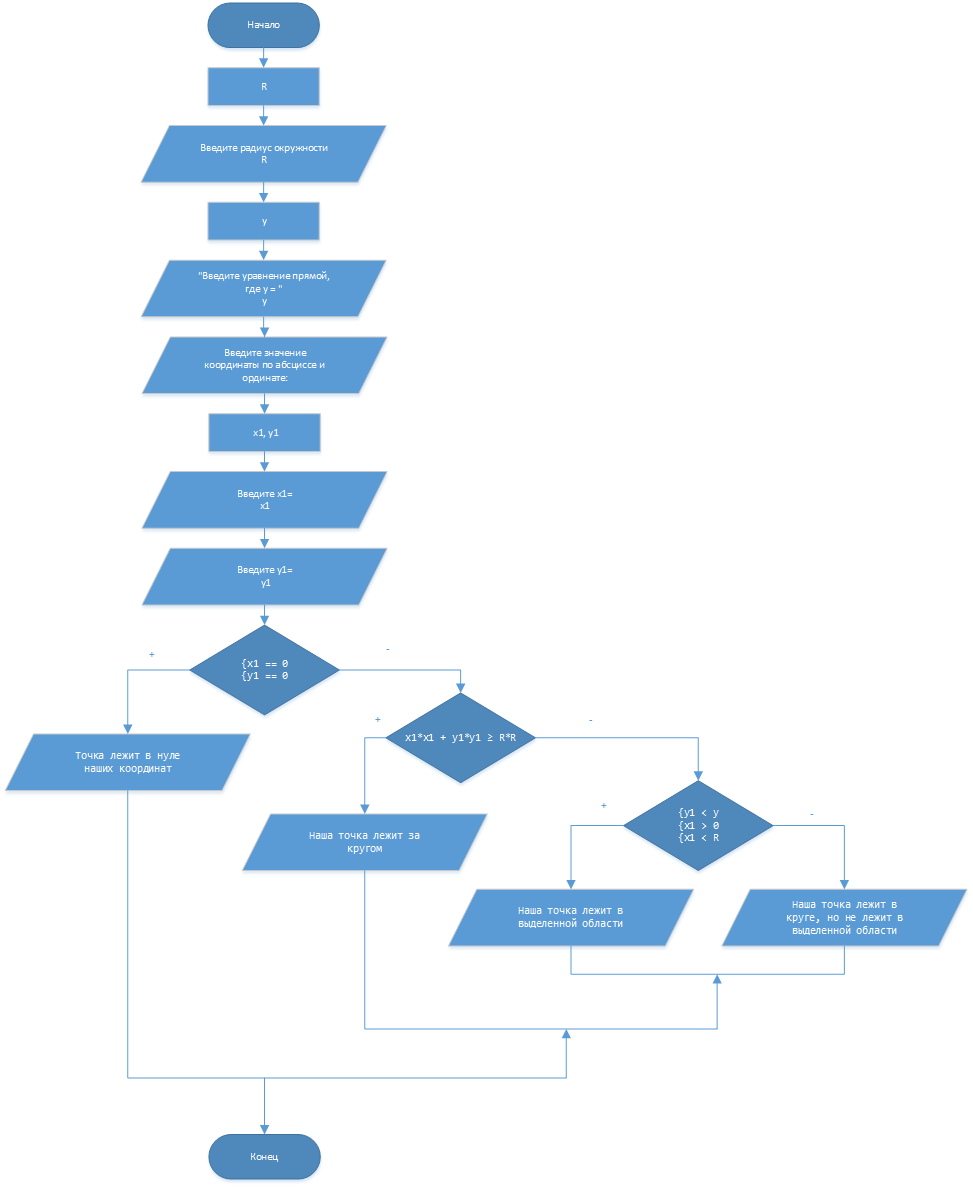 Начало
R
Введите радиус окружности
R
y
"Введите уравнение прямой,
где y = "
y
Введите значение
координаты по абсциссе и
ординате:
x1, y1
Введите x1=
x1
Введите y1=
y1
{x1 == 0
{y1 == 0
+
-
Точка лежит в нуле
наших координат
x1*x1 + y1*y1 ≥ R*R
+
-
Наша точка лежит за
кругом
{y1 < y
{x1 > 0
{x1 < R
+
-
Наша точка лежит в
выделенной области
Наша точка лежит в
круге, но не лежит в
выделенной области
Конец